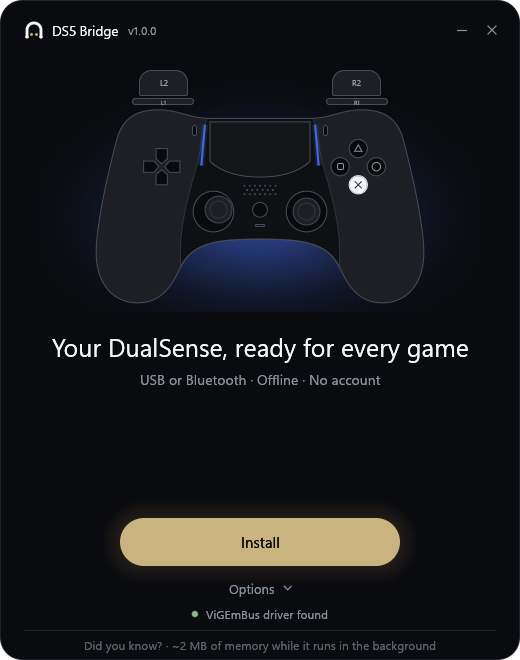 DS5 Bridge v1.0.0
L2
R2
L1
R1
Your DualSense, ready for every game
USB or Bluetooth · Offline · No account
Install
Options
ViGEmBus driver found
Did you know? · ~2 MB of memory while it runs in the background